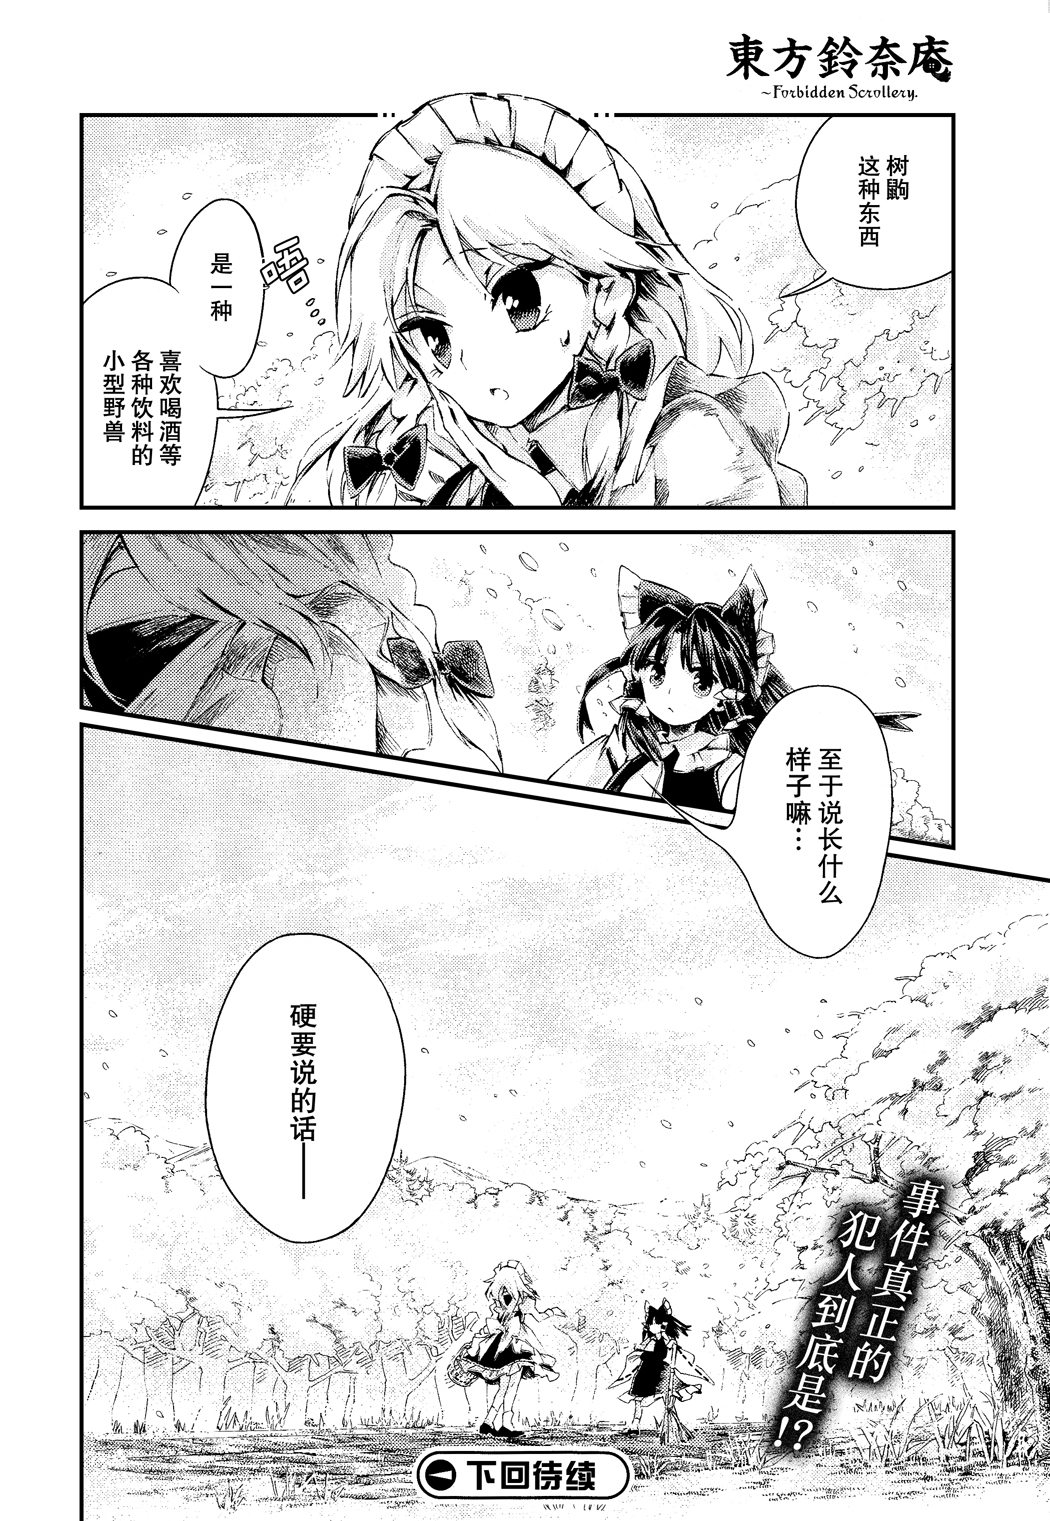 東方鈴奈庵
~Forbidden Scrollery.
树鼩
这种东西
唔
是一种
喜欢喝酒等
各种饮料的
小型野兽
至于说长什么
样子嘛…
硬要说的话——
事件真正的
犯人到底是!?
下回待续